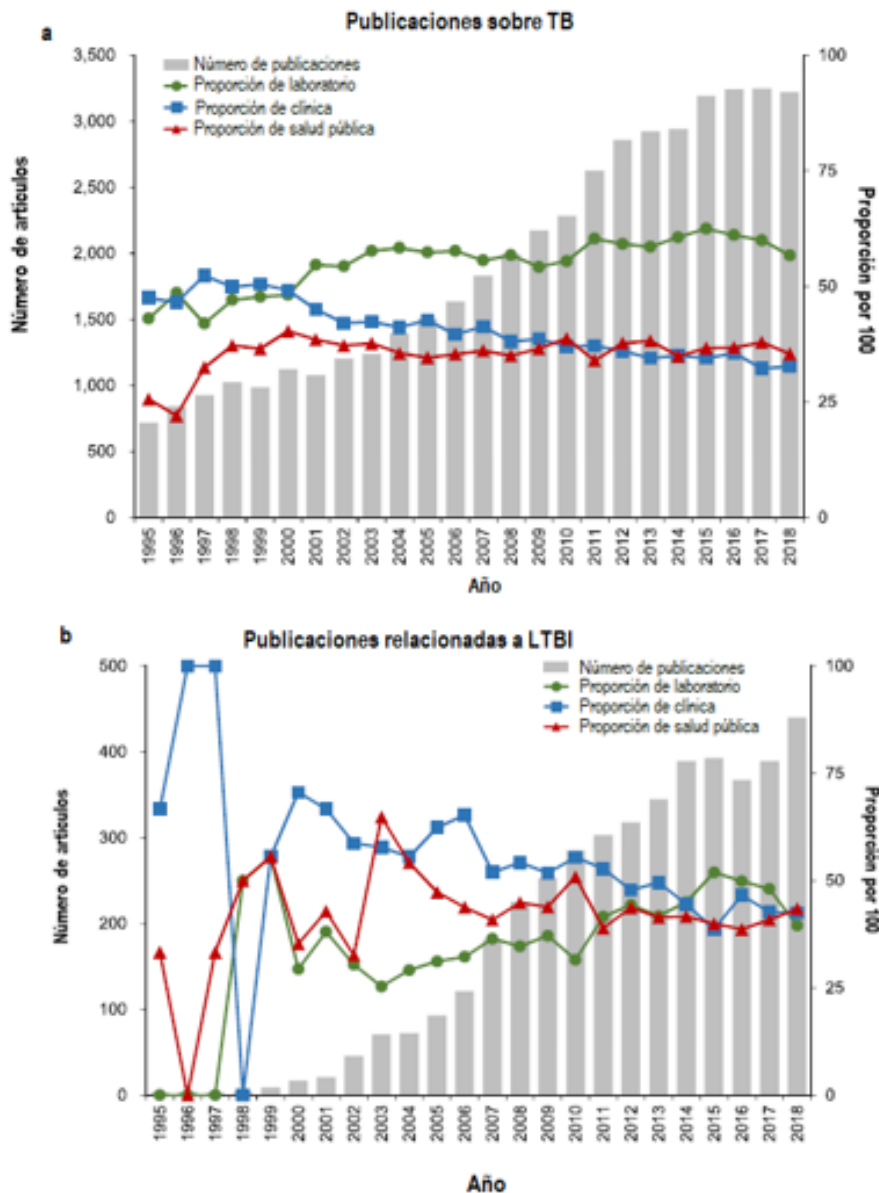 a
Publicaciones sobre TB
3,500
3,000
2,500
2,000
1,500
1,000
500
0
100
75
50
25
0
Número de publicaciones
Proporción de laboratorio
Proporción de clínica
Proporción de salud pública
Número de artículos
Proporción por 100
1995 1996 1997 1998 1999 2000 2001 2002 2003 2004 2005 2006 2007 2008 2009 2010 2011 2012 2013 2014 2015 2016 2017 2018
Año
b
Publicaciones relacionadas a LTBI
500
400
300
200
100
0
100
75
50
25
0
Número de publicaciones
Proporción de laboratorio
Proporción de clínica
Proporción de salud pública
Número de artículos
Proporción por 100
1995 1996 1997 1998 1999 2000 2001 2002 2003 2004 2005 2006 2007 2008 2009 2010 2011 2012 2013 2014 2015 2016 2017 2018
Año